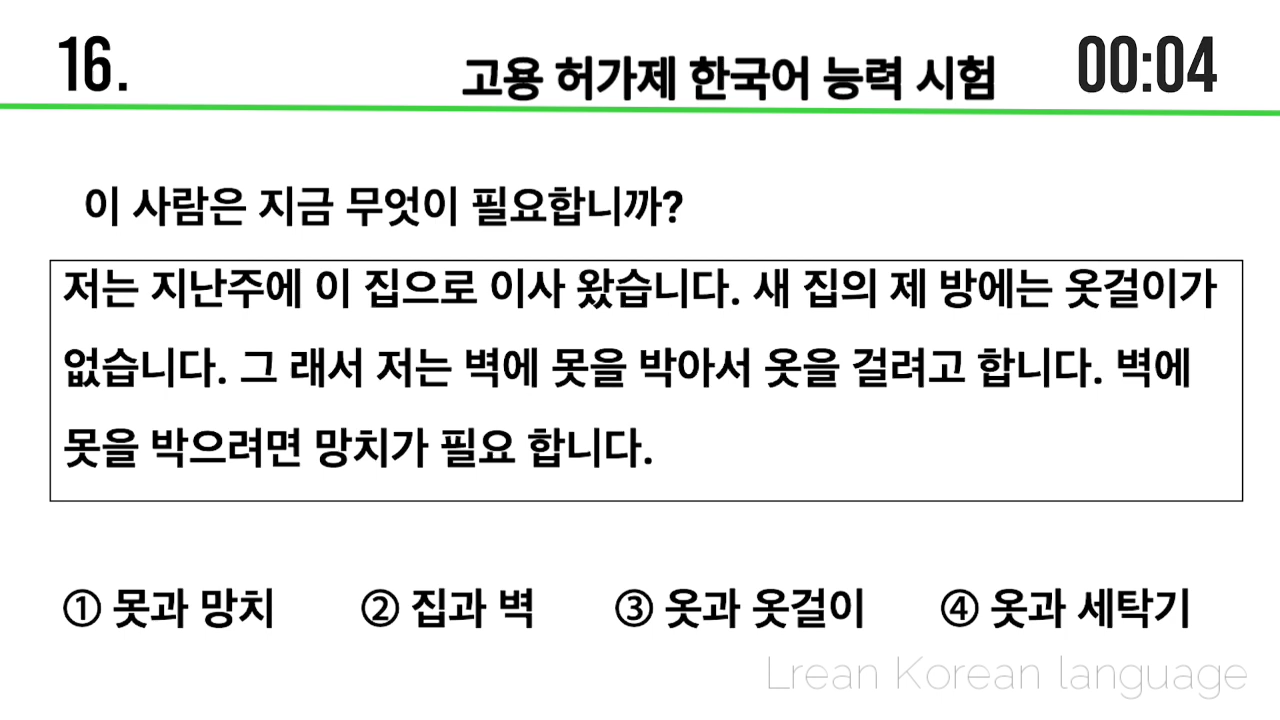 16.
고용 허가제 한국어 능력 시험
00:04
이 사람은 지금 무엇이 필요합니까?
저는 지난주에 이 집으로 이사 왔습니다. 새 집의 제 방에는 옷걸이가
없습니다. 그 래서 저는 벽에 못을 박아서 옷을 걸려고 합니다. 벽에
못을 박으려면 망치가 필요 합니다.
① 못과 망치 ② 집과 벽 ③ 옷과 옷걸이 ④ 옷과 세탁기
Lrean Korean language